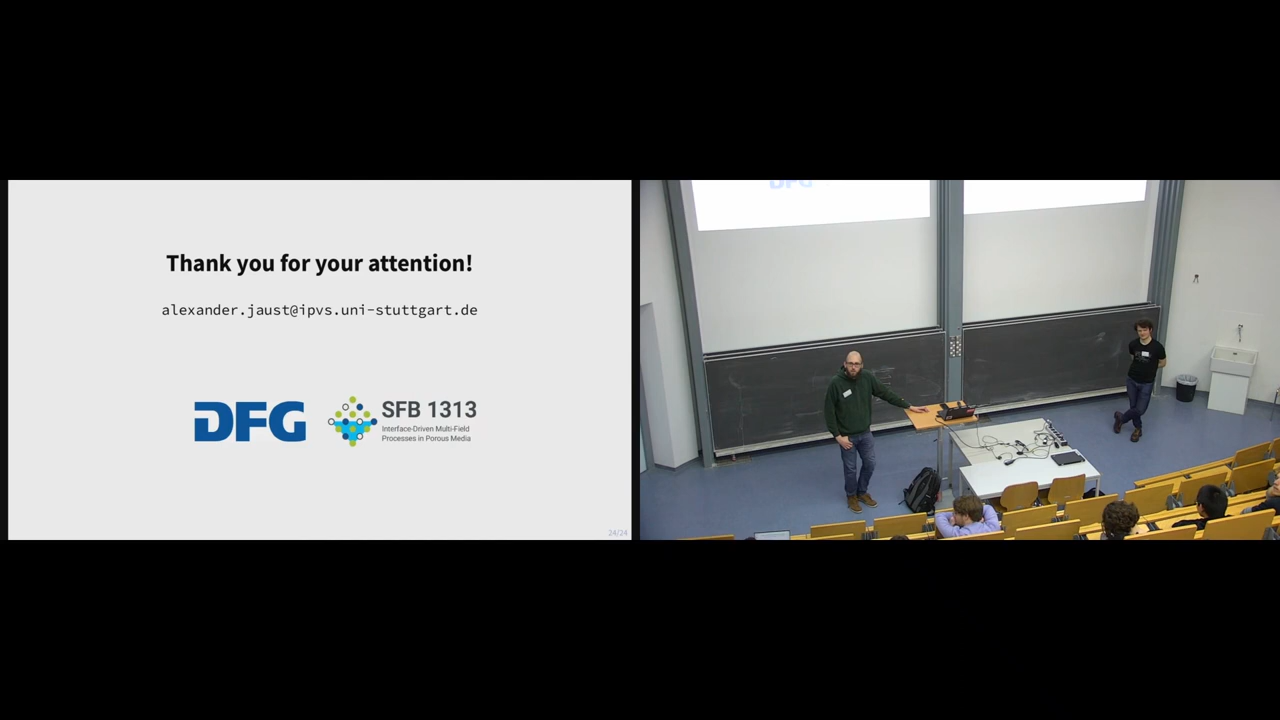 Thank you for your attention!
alexander.jaust@ipvs.uni-stuttgart.de
DFG
SFB 1313
Interface-Driven Multi-Field
Processes in Porous Media
24/24
DFG